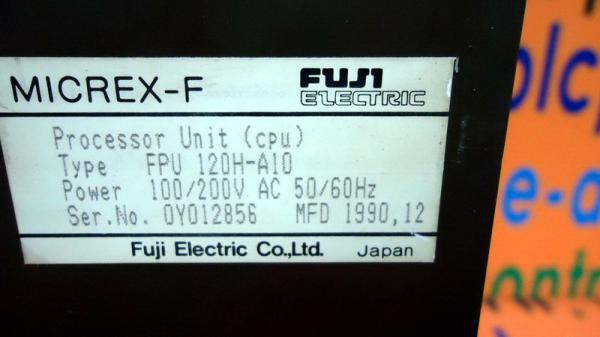 MICREX-F
FUJI
ELECTRIC
Processor Unit (cpu)
Type FPU 120H-A10
Power 100/200V AC 50/60Hz
Ser.No. 0Y012856 MFD 1990,12
Fuji Electric Co.,Ltd. Japan
plc
e-a